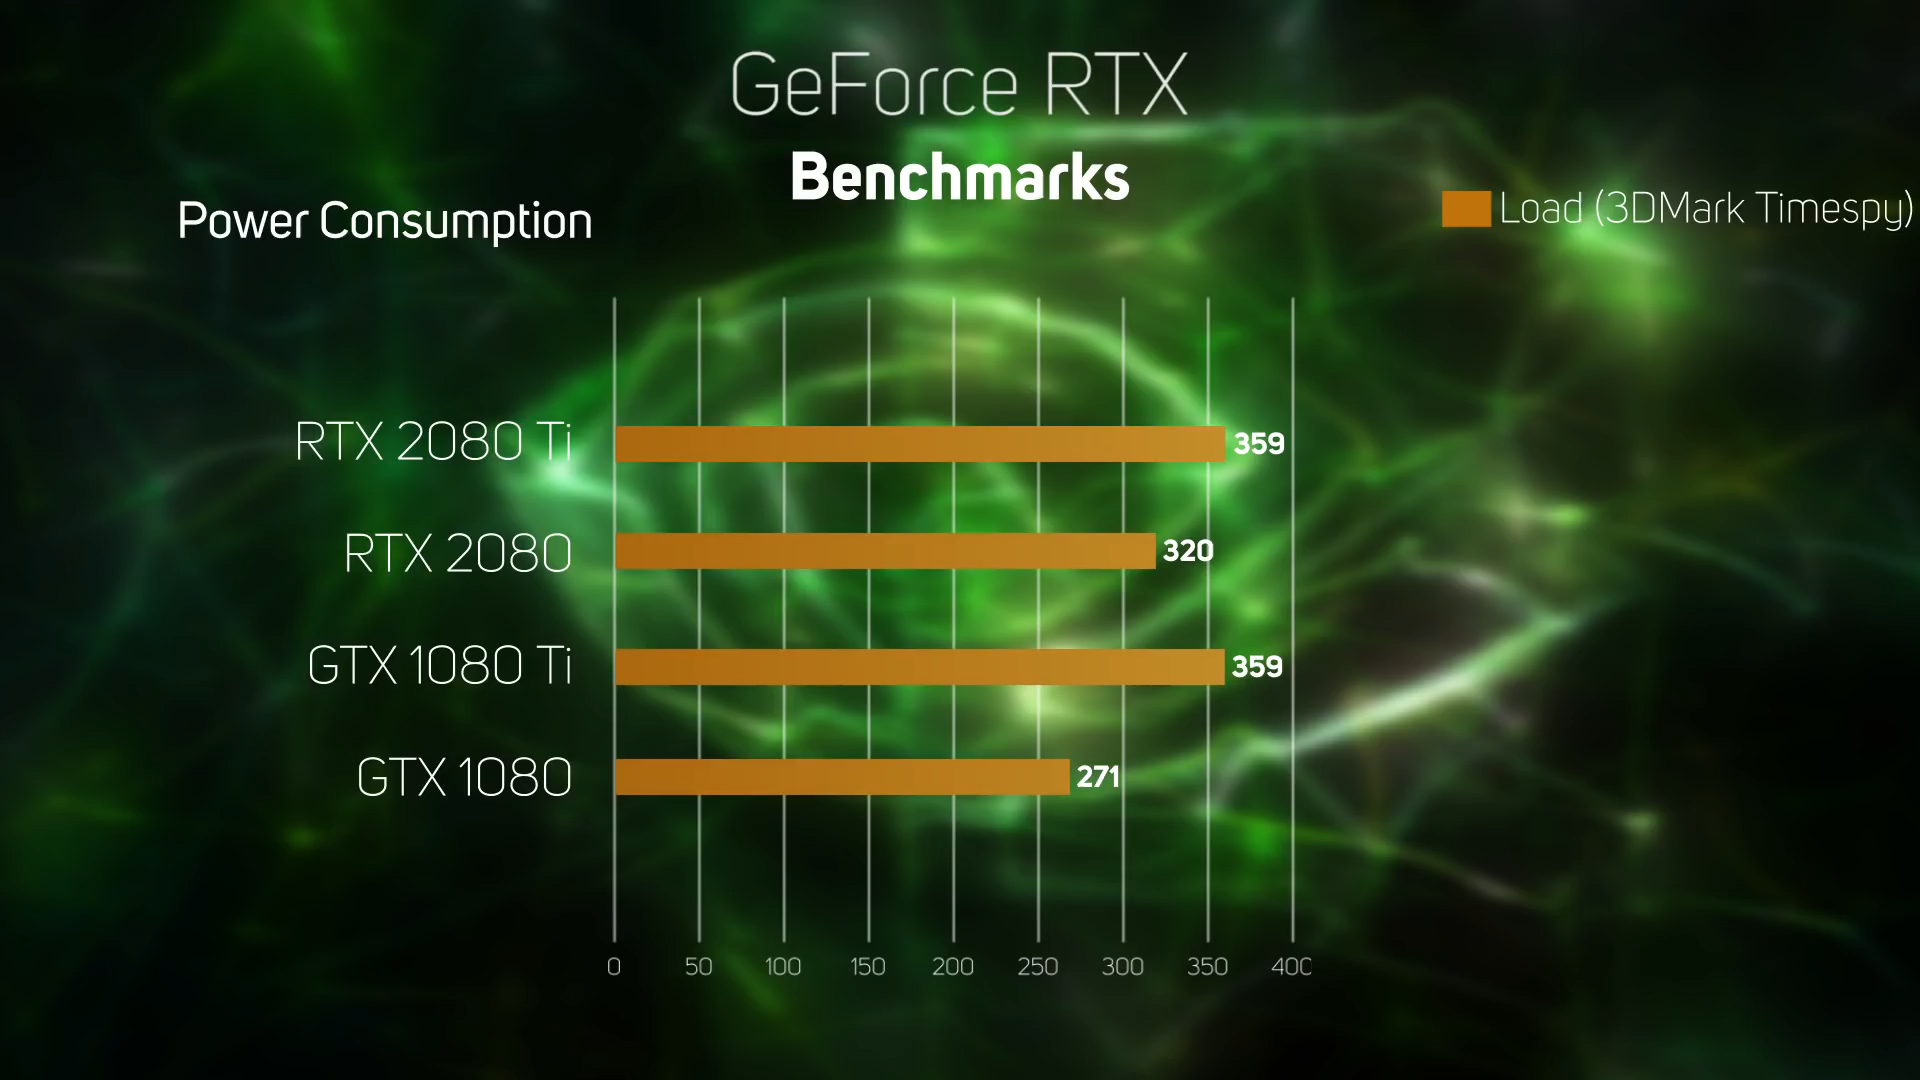 GeForce RTX
Benchmarks
Power Consumption
Load (3DMark Timespy)
RTX 2080 Ti
359
RTX 2080
320
GTX 1080 Ti
359
GTX 1080
271
0 50 100 150 200 250 300 350 400